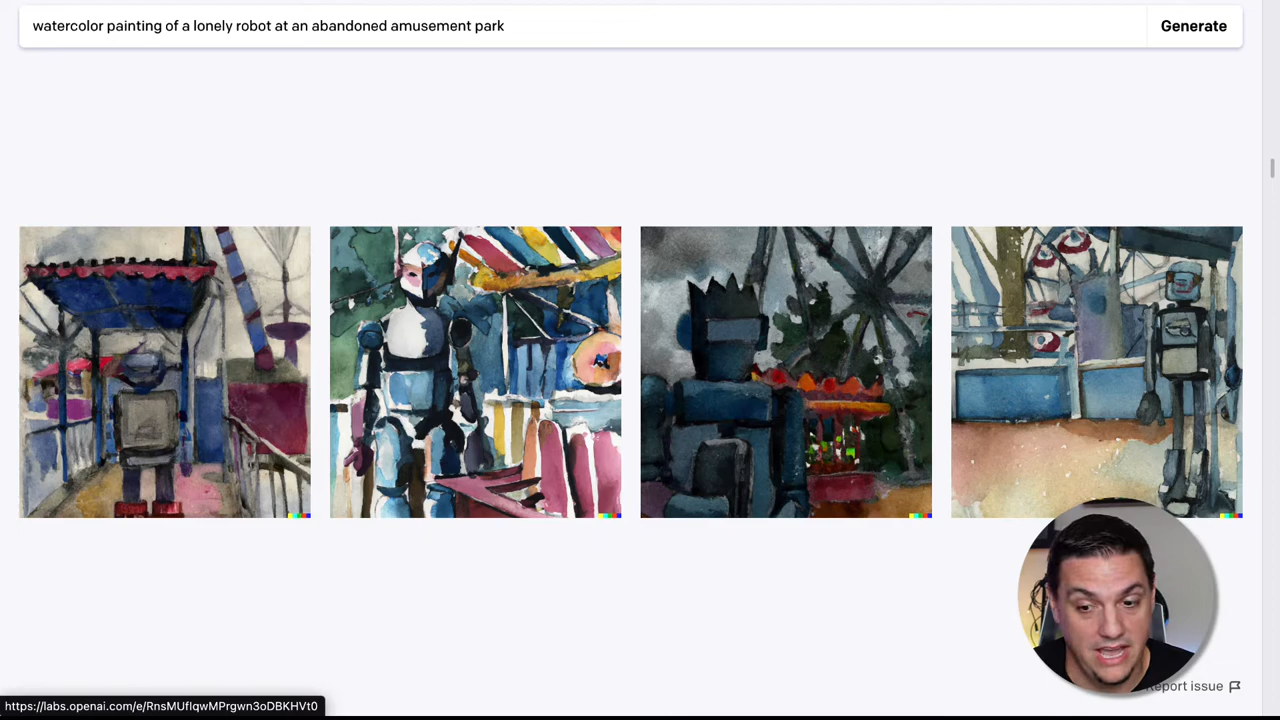 watercolor painting of a lonely robot at an abandoned amusement park
Generate
Report issue
https://labs.openai.com/e/RnsMUflqwMPrgwn3oDBKHVt0